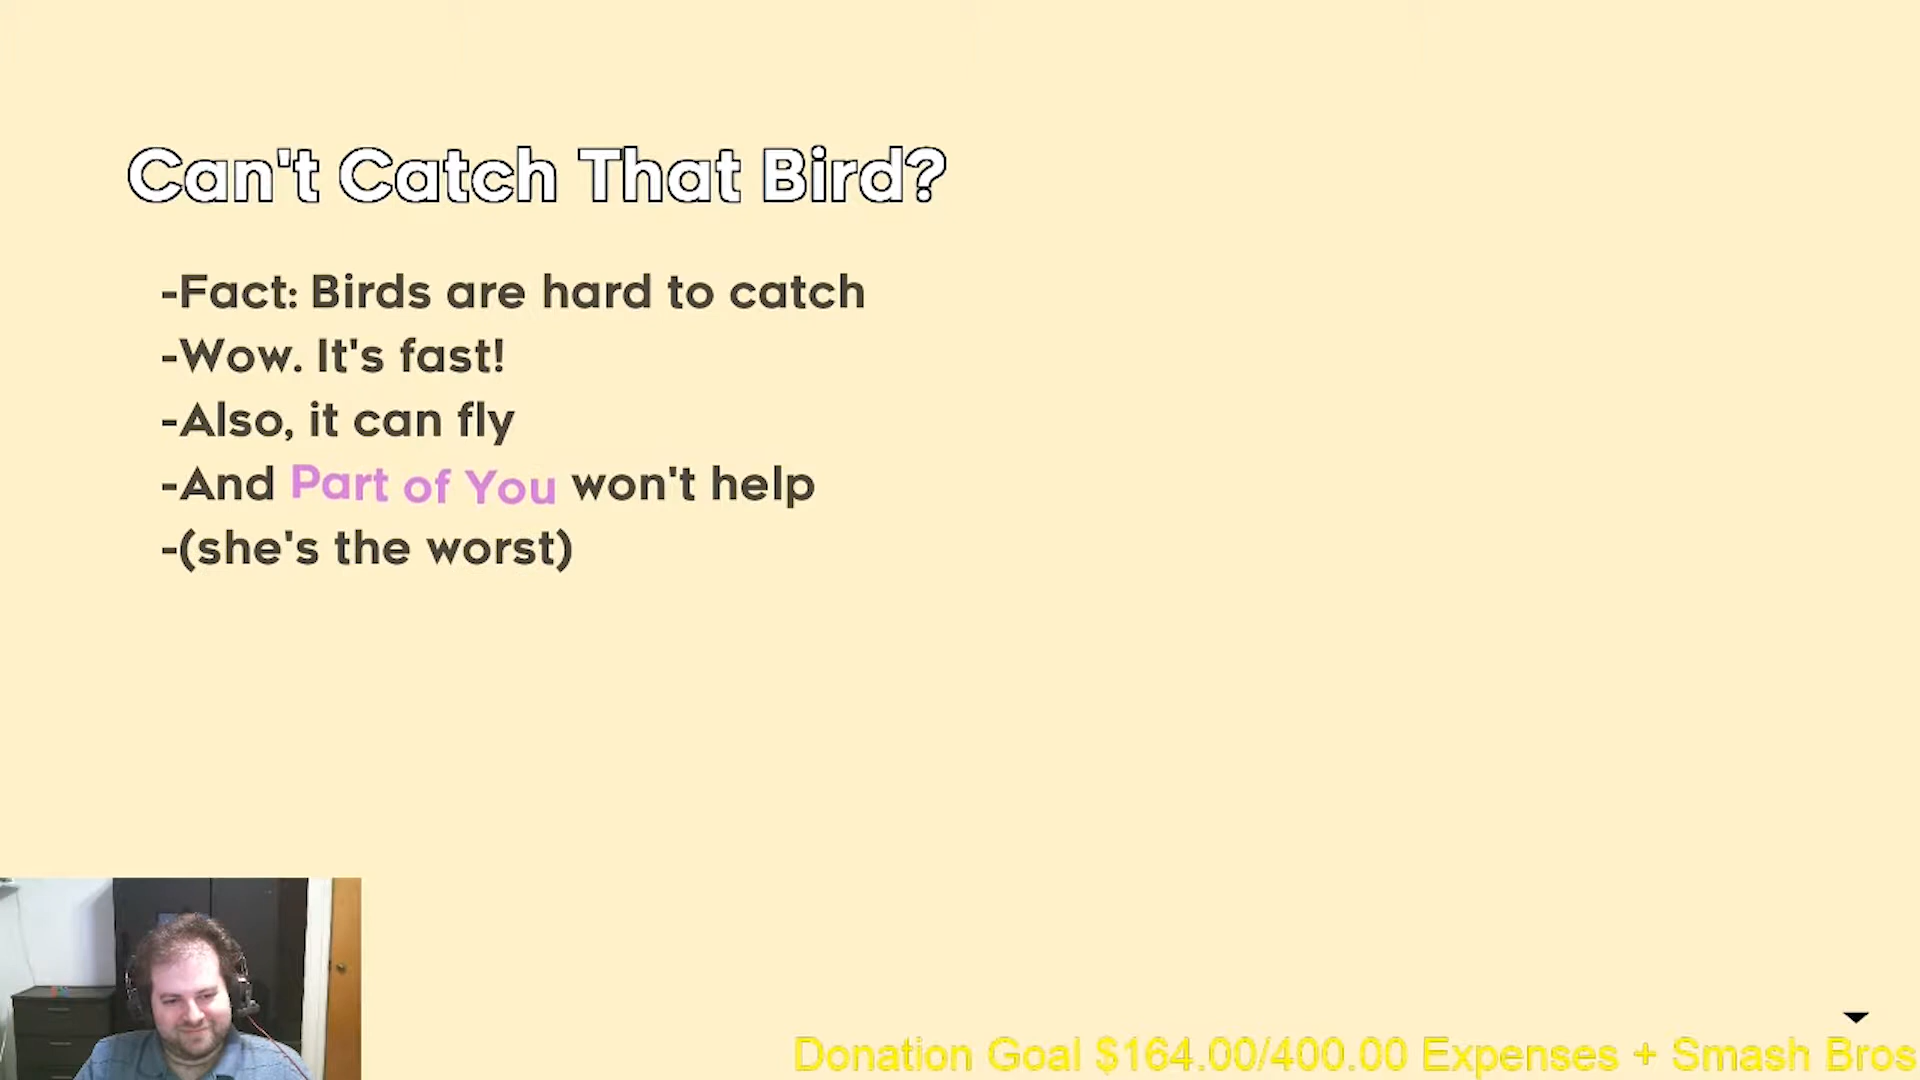 Can't Catch That Bird?
-Fact: Birds are hard to catch
-Wow. It's fast!
-Also, it can fly
-And Part of You won't help
-(she's the worst)
Donation Goal $164.00/400.00 Expenses + Smash Bros